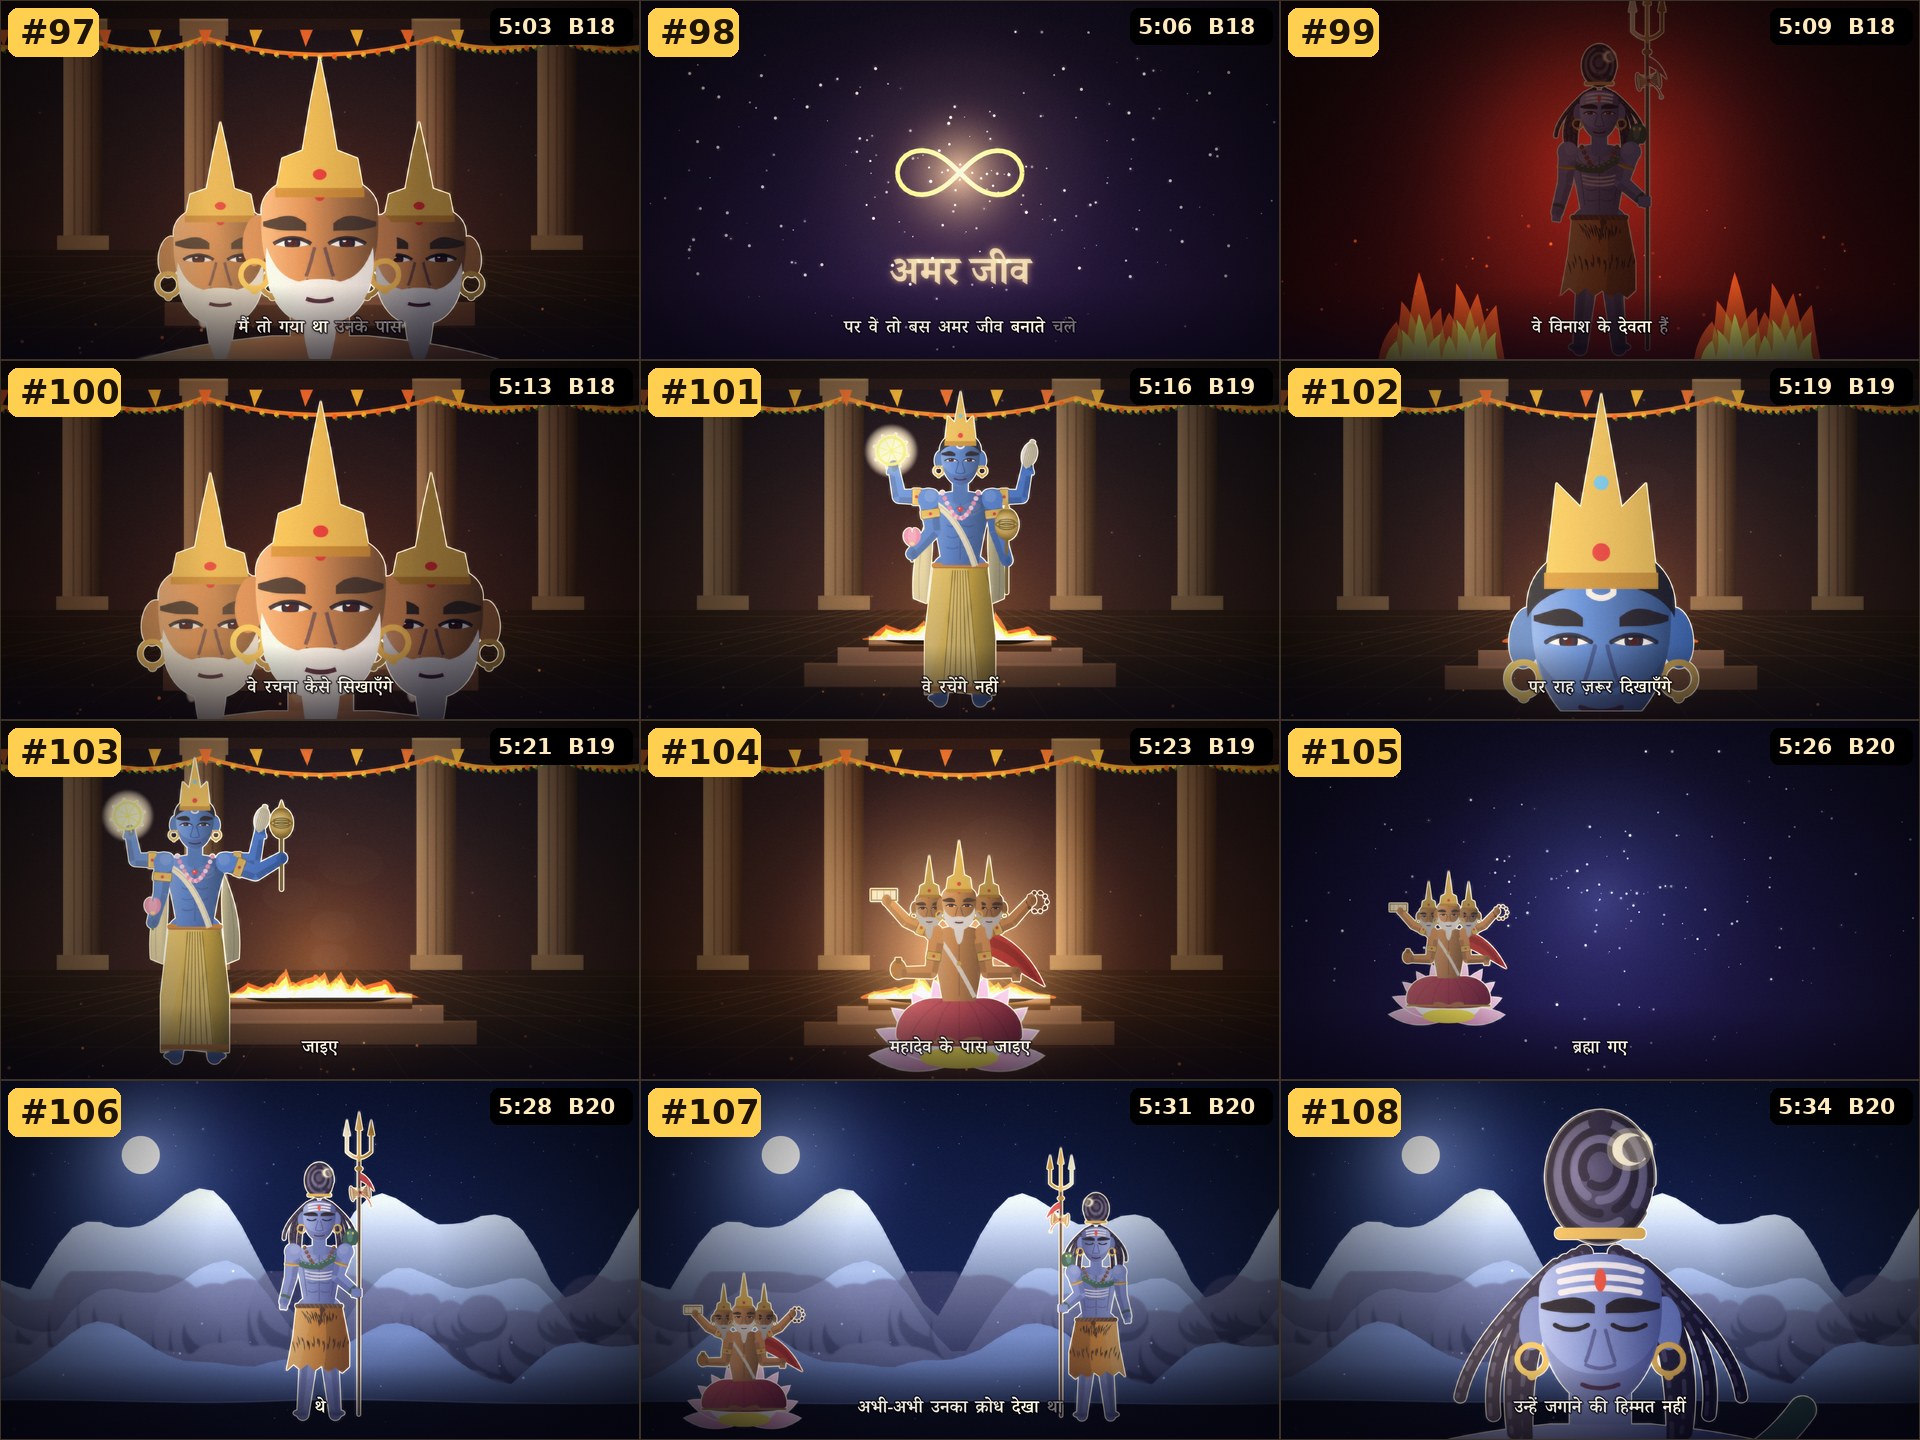 #97
5:03 B18
मैं तो गया था उनके पास
#98
5:06 B18
अमर जीव
पर वे तो बस अमर जीव बनाते चले
#99
5:09 B18
वे विनाश के देवता हैं
#100
5:13 B18
वे रचना कैसे सिखाएँगे
#101
5:16 B19
वे रचेंगे नहीं
#102
5:19 B19
पर राह ज़रूर दिखाएँगे
#103
5:21 B19
जाइए
#104
5:23 B19
महादेव के पास जाइए
#105
5:26 B20
ब्रह्मा गए
#106
5:28 B20
थे
#107
5:31 B20
अभी-अभी उनका क्रोध देखा था
#108
5:34 B20
उन्हें जगाने की हिम्मत नहीं